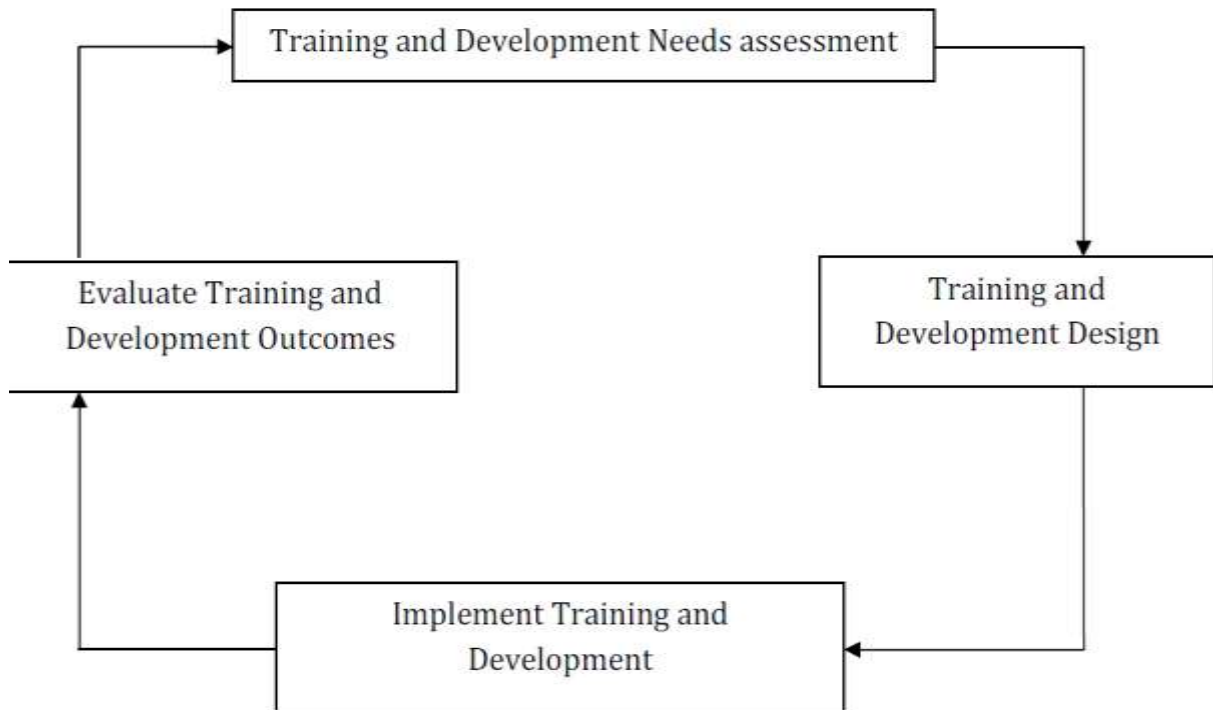 Training and Development Needs assessment
Evaluate Training and
Development Outcomes
Training and
Development Design
Implement Training and
Development